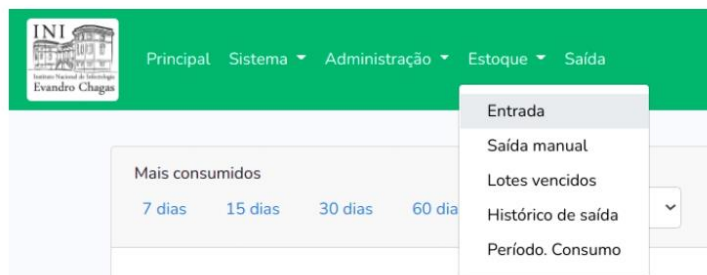 INI
Instituto Nacional de Infectologia
Evandro Chagas
Principal Sistema Administração Estoque Saída
Entrada
Saída manual
Lotes vencidos
Histórico de saída
Período. Consumo
Mais consumidos
7 dias 15 dias 30 dias 60 dia